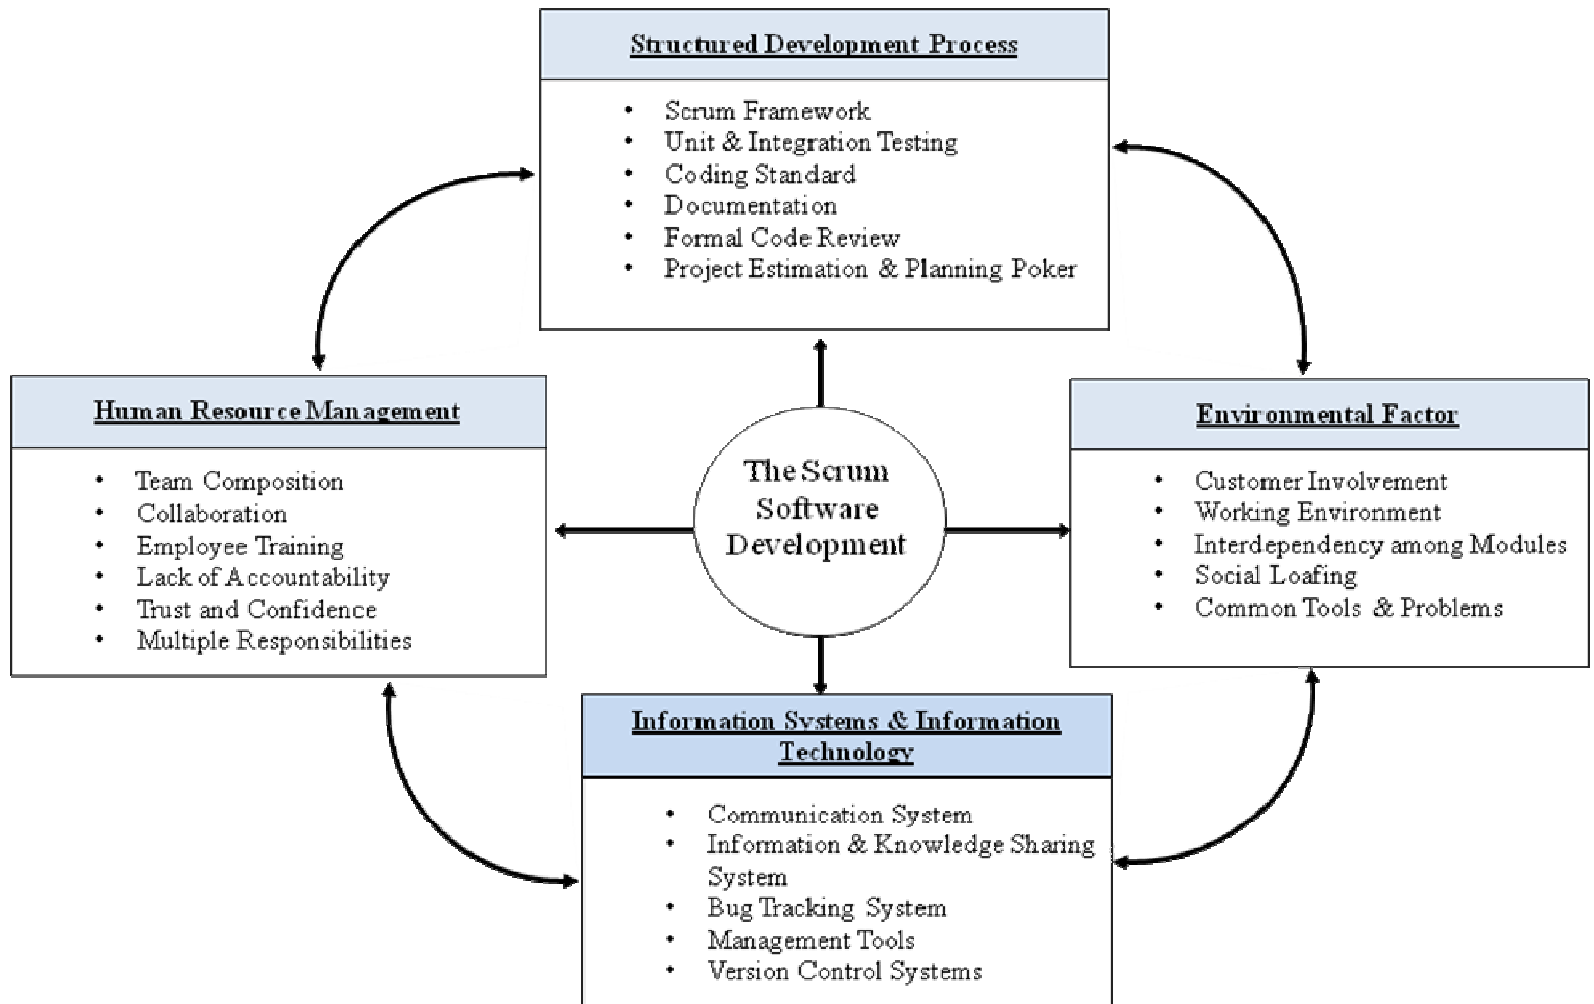 Structured Development Process
• Scrum Framework
• Unit & Integration Testing
• Coding Standard
• Documentation
• Formal Code Review
• Project Estimation & Planning Poker
Human Resource Management
• Team Composition
• Collaboration
• Employee Training
• Lack of Accountability
• Trust and Confidence
• Multiple Responsibilities
The Scrum
Software
Development
Environmental Factor
• Customer Involvement
• Working Environment
• Interdependency among Modules
• Social Loafing
• Common Tools & Problems
Information Systems & Information
Technology
• Communication System
• Information & Knowledge Sharing
System
• Bug Tracking System
• Management Tools
• Version Control Systems